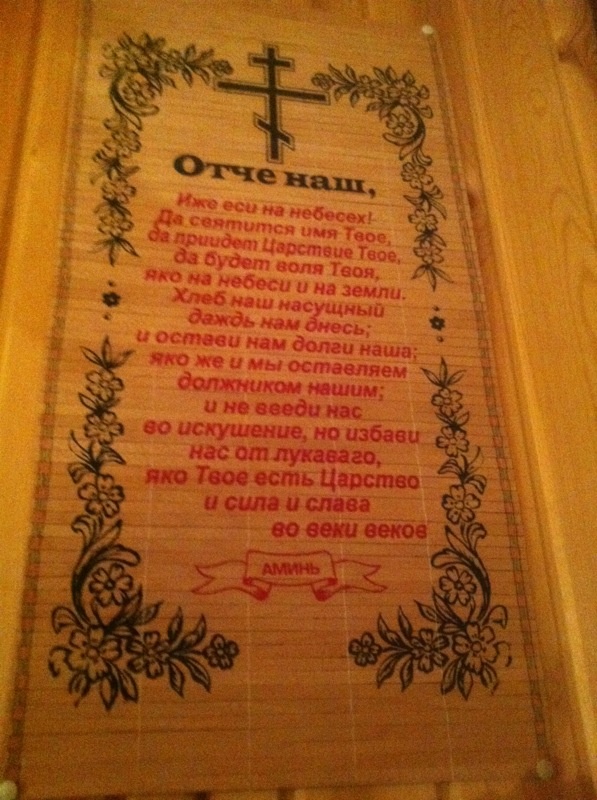 Отче наш,
Иже еси на небесех!
Да святится имя Твое,
да приидет Царствие Твое,
да будет воля Твоя,
яко на небеси и на земли.
Хлеб наш насущный
даждь нам днесь;
и остави нам долги наша;
яко же и мы оставляем
должником нашим;
и не введи нас
во искушение, но избави
нас от лукаваго,
яко Твое есть Царство
и сила и слава
во веки веков
АМИНЬ